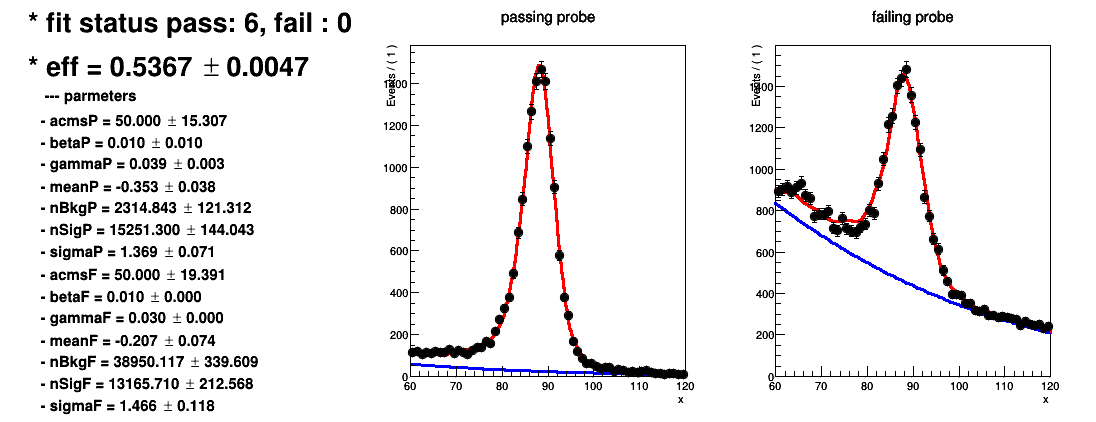 * fit status pass: 6, fail : 0
* eff = 0.5367 ± 0.0047
--- parmeters
- acmsP = 50.000 ± 15.307
- betaP = 0.010 ± 0.010
- gammaP = 0.039 ± 0.003
- meanP = -0.353 ± 0.038
- nBkgP = 2314.843 ± 121.312
- nSigP = 15251.300 ± 144.043
- sigmaP = 1.369 ± 0.071
- acmsF = 50.000 ± 19.391
- betaF = 0.010 ± 0.000
- gammaF = 0.030 ± 0.000
- meanF = -0.207 ± 0.074
- nBkgF = 38950.117 ± 339.609
- nSigF = 13165.710 ± 212.568
- sigmaF = 1.466 ± 0.118
passing probe
Events / ( 1 )
1400
1200
1000
800
600
400
200
0
60 70 80 90 100 110 120
x
failing probe
Events / ( 1 )
1400
1200
1000
800
600
400
200
0
60 70 80 90 100 110 120
x